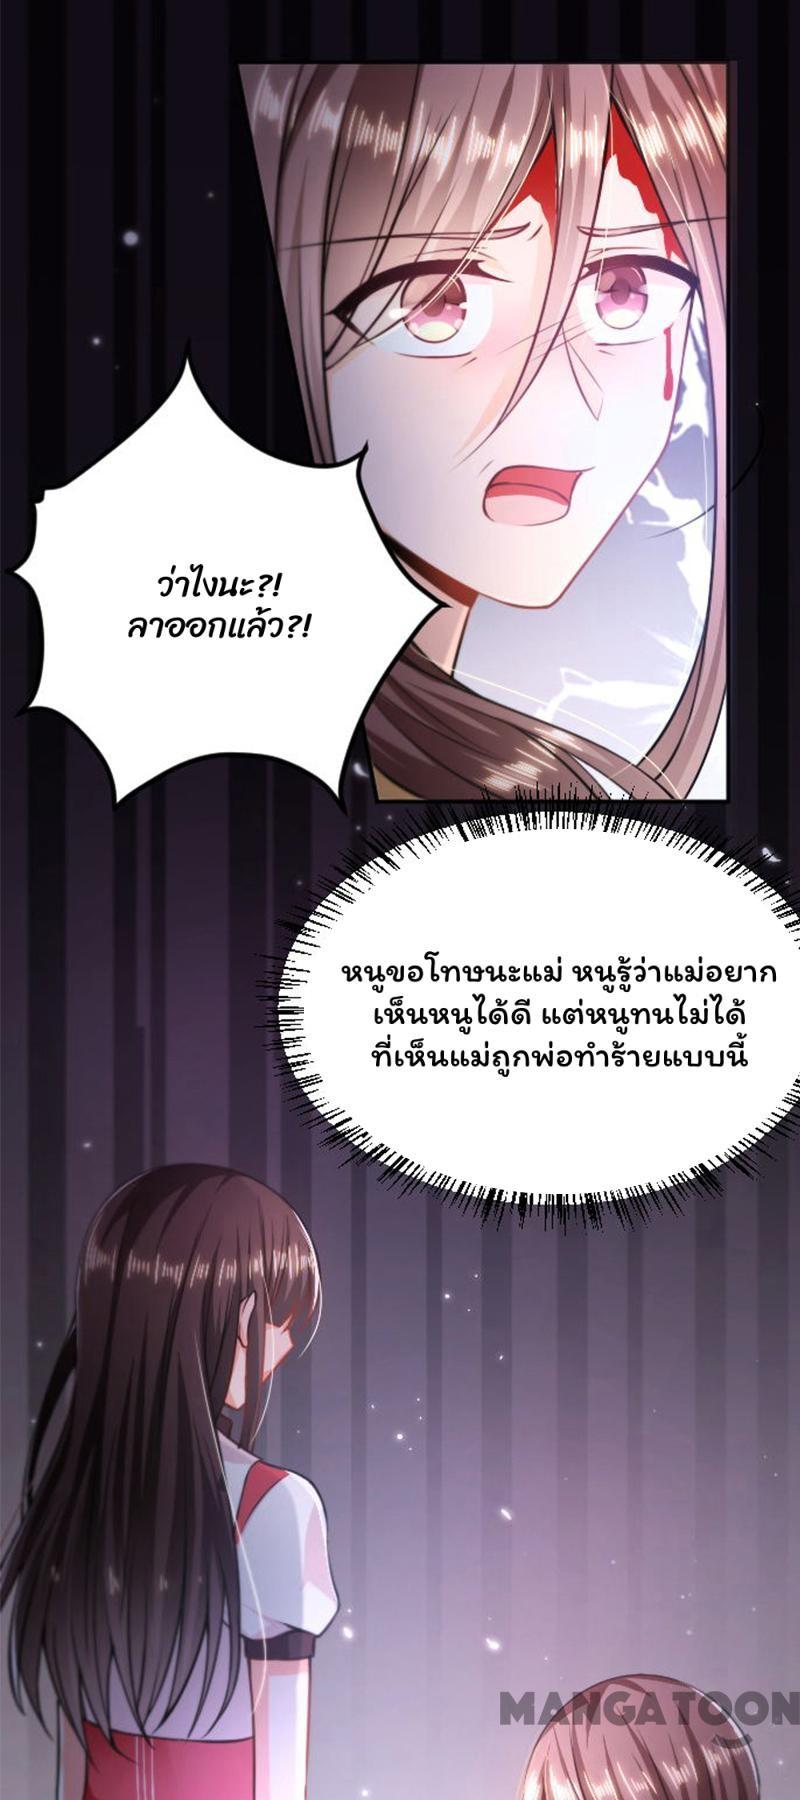 ว่าไงนะ?!
ลาออกแล้ว?!
หนูขอโทษนะแม่ หนูรู้ว่าแม่อยาก
เห็นหนูได้ดี แต่หนูทนไม่ได้
ที่เห็นแม่ถูกพ่อทำร้ายแบบนี้
MANGATOON